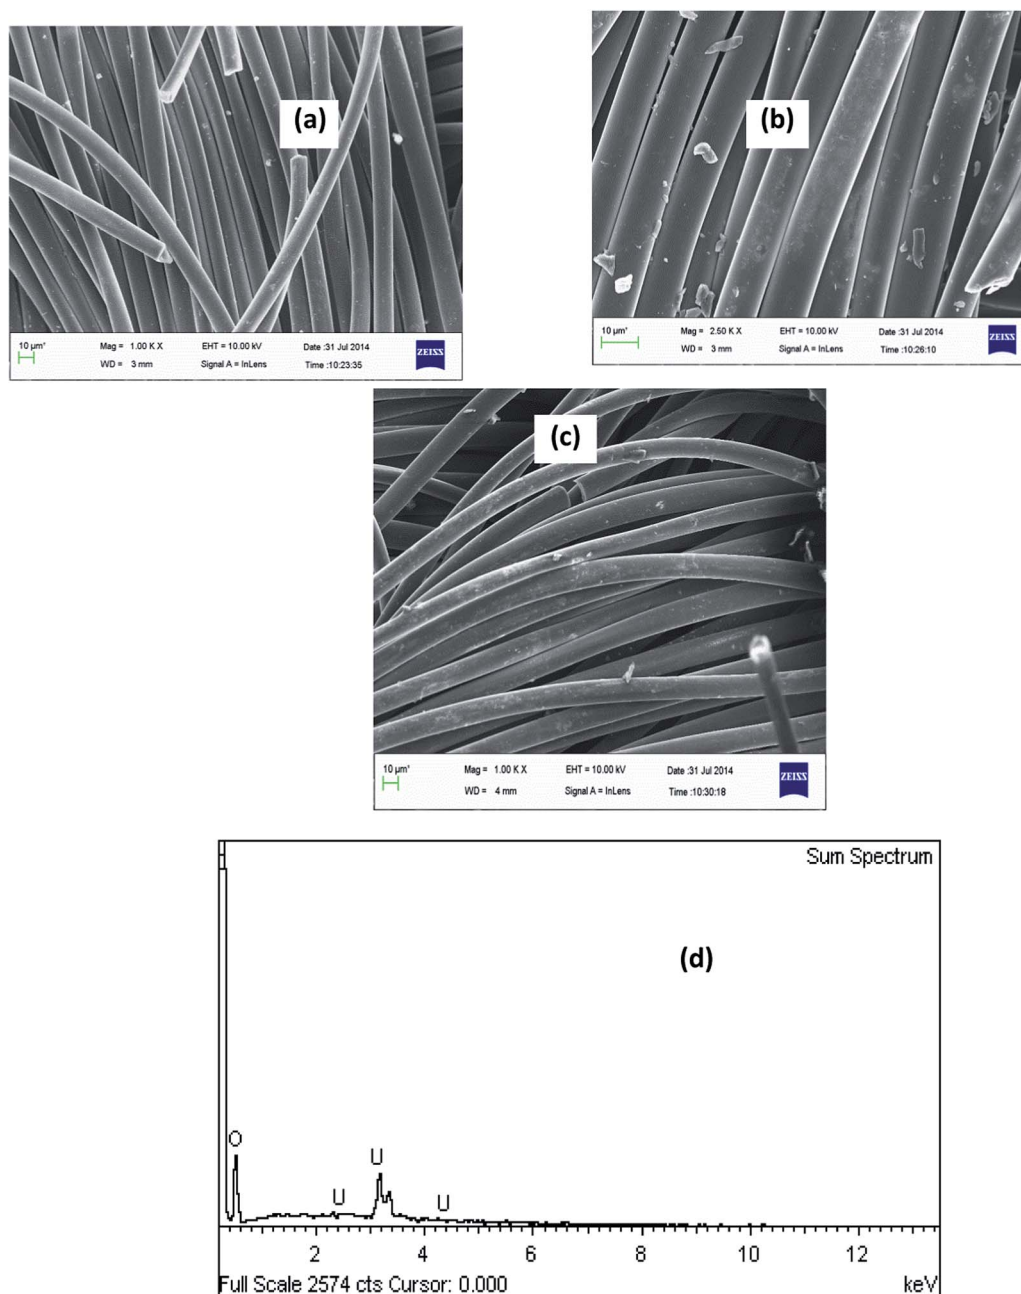 (a)
10 µm*
Mag = 1.00 K X
EHT = 10.00 kV
Date :31 Jul 2014
WD = 3 mm
Signal A = InLens
Time :10:23:35
ZEISS
(b)
10 µm*
Mag = 2.50 K X
EHT = 10.00 kV
Date :31 Jul 2014
WD = 3 mm
Signal A = InLens
Time :10:26:10
ZEISS
(c)
10 µm*
Mag = 1.00 K X
EHT = 10.00 kV
Date :31 Jul 2014
WD = 4 mm
Signal A = InLens
Time :10:30:18
ZEISS
Sum Spectrum
(d)
O
U
U
U
2 4 6 8 10 12
Full Scale 2574 cts Cursor: 0.000 keV